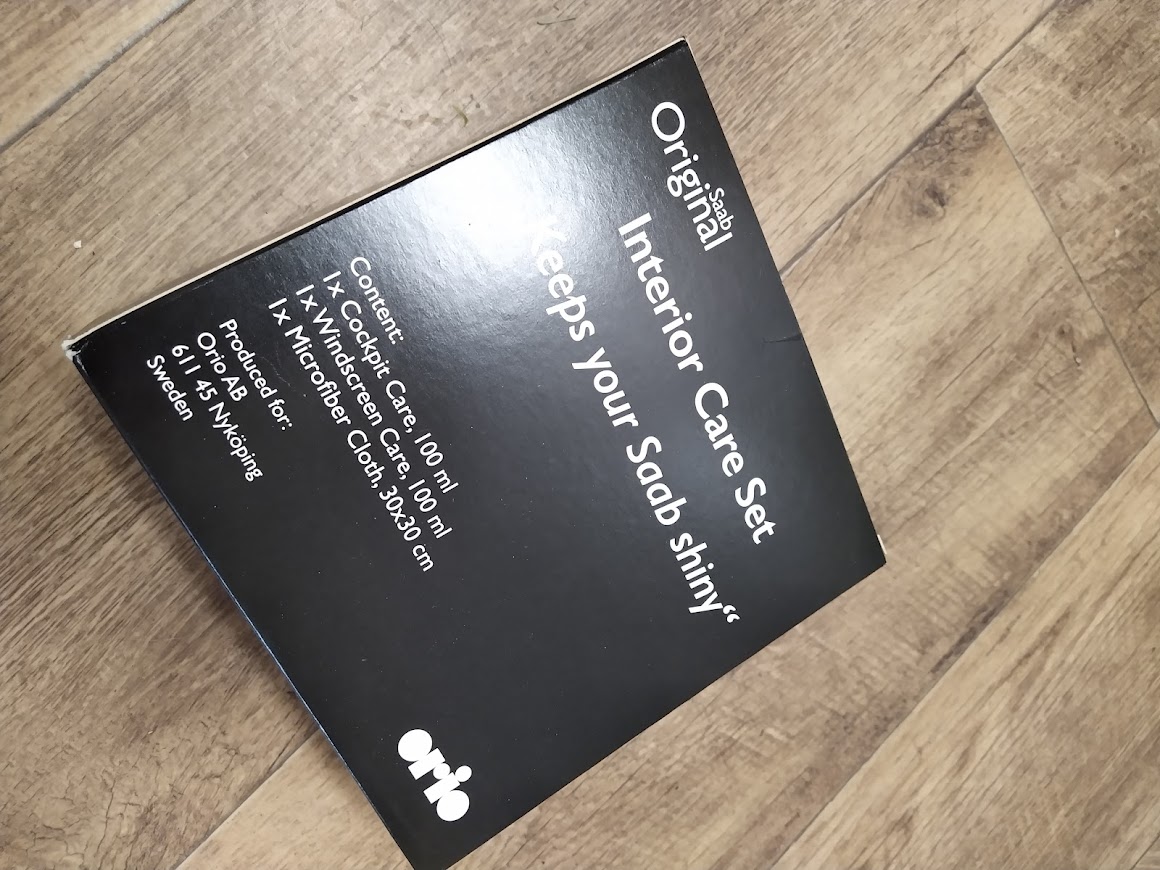 Original
Saab
Interior Care Set
Keeps your Saab shiny“
Content:
1x Cockpit Care, 100 ml
1x Windscreen Care, 100 ml
1x Microfiber Cloth, 30x30 cm
Produced for:
Orio AB
611 45 Nyköping
Sweden
orio